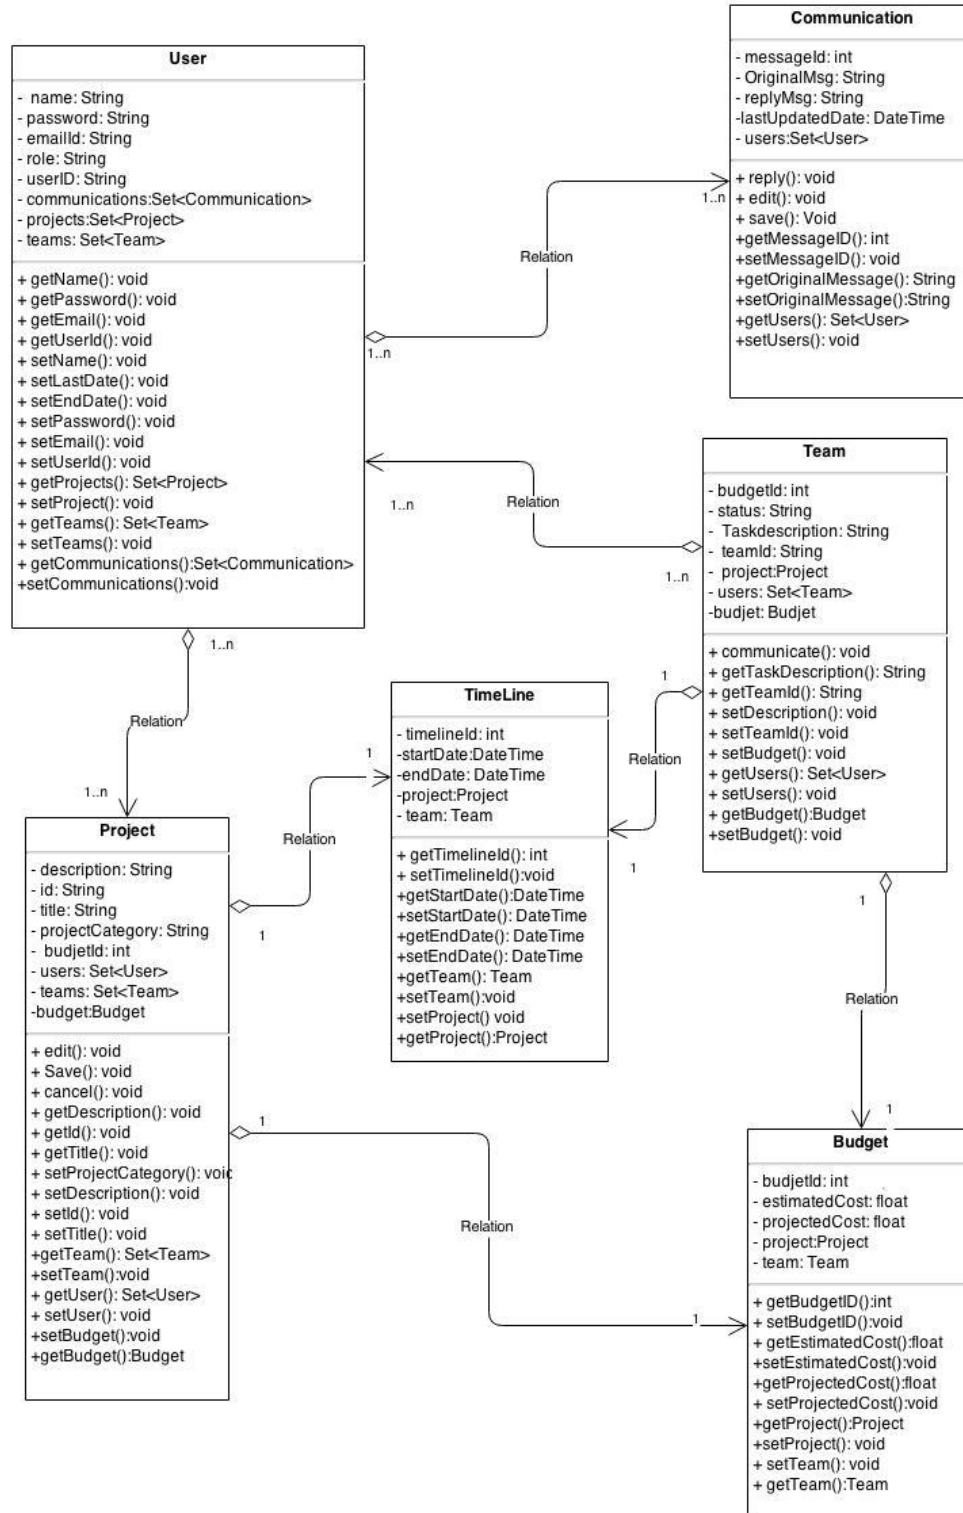 User
- name: String
- password: String
- emailId: String
- role: String
- userID: String
- communications:Set<Communication>
- projects:Set<Project>
- teams: Set<Team>
+ getName(): void
+ getPassword(): void
+ getEmail(): void
+ getUserId(): void
+ setName(): void
+ setLastDate(): void
+ setEndDate(): void
+ setPassword(): void
+ setEmail(): void
+ setUserId(): void
+ getProjects(): Set<Project>
+ setProject(): void
+ getTeams(): Set<Team>
+ setTeams(): void
+ getCommunications():Set<Communication>
+setCommunications():void
Communication
- messageId: int
- OriginalMsg: String
- replyMsg: String
-lastUpdatedDate: DateTime
- users:Set<User>
+ reply(): void
+ edit(): void
+ save(): Void
+getMessageID(): int
+setMessageID(): void
+getOriginalMessage(): String
+setOriginalMessage():String
+getUsers(): Set<User>
+setUsers(): void
1..n
Relation
1..n
Team
- budgetId: int
- status: String
- Taskdescription: String
- teamId: String
- project:Project
- users: Set<Team>
-budjet: Budjet
+ communicate(): void
+ getTaskDescription(): String
+ getTeamId(): String
+ setDescription(): void
+ setTeamId(): void
+ setBudget(): void
+ getUsers(): Set<User>
+ setUsers(): void
+ getBudget():Budget
+setBudget(): void
Relation
1..n
1..n
1..n
Relation
1..n
TimeLine
- timelineId: int
-startDate:DateTime
-endDate: DateTime
-project:Project
- team: Team
+ getTimelineId(): int
+ setTimelineId():void
+getStartDate():DateTime
+setStartDate(): DateTime
+getEndDate(): DateTime
+setEndDate(): DateTime
+getTeam(): Team
+setTeam():void
+setProject() void
+getProject():Project
1
Relation
1
1
Relation
1
Project
- description: String
- id: String
- title: String
- projectCategory: String
- budjetId: int
- users: Set<User>
- teams: Set<Team>
-budget:Budget
+ edit(): void
+ Save(): void
+ cancel(): void
+ getDescription(): void
+ getId(): void
+ getTitle(): void
+ setProjectCategory(): void
+ setDescription(): void
+ setId(): void
+ setTitle(): void
+getTeam(): Set<Team>
+setTeam():void
+ getUser(): Set<User>
+ setUser(): void
+setBudget():void
+getBudget():Budget
1
Relation
1
1
Relation
1
Budget
- budjetId: int
- estimatedCost: float
- projectedCost: float
- project:Project
- team: Team
+ getBudgetID():int
+ setBudgetID():void
+ getEstimatedCost():float
+setEstimatedCost():void
+getProjectedCost():float
+ setProjectedCost():void
+getProject():Project
+setProject(): void
+ setTeam(): void
+ getTeam():Team